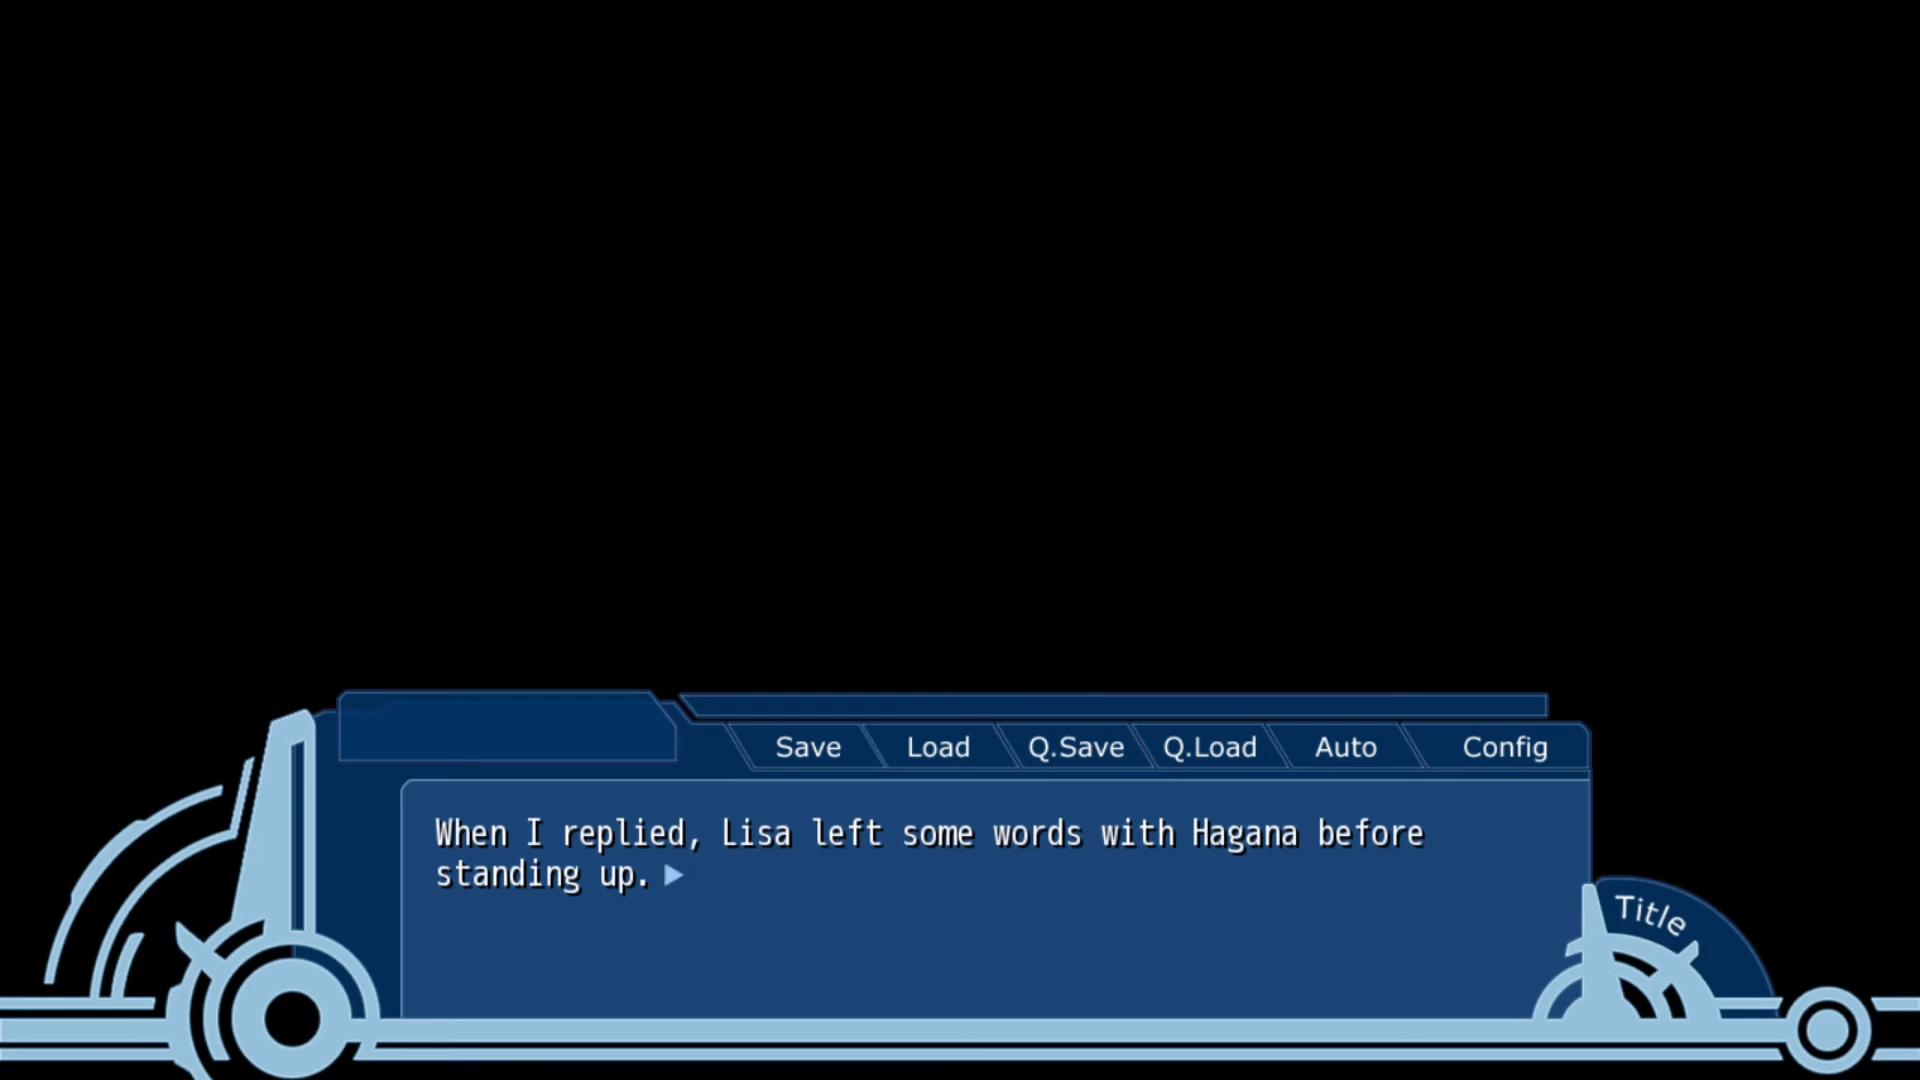 Save Load Q.Save Q.Load Auto Config
When I replied, Lisa left some words with Hagana before
standing up.
Title